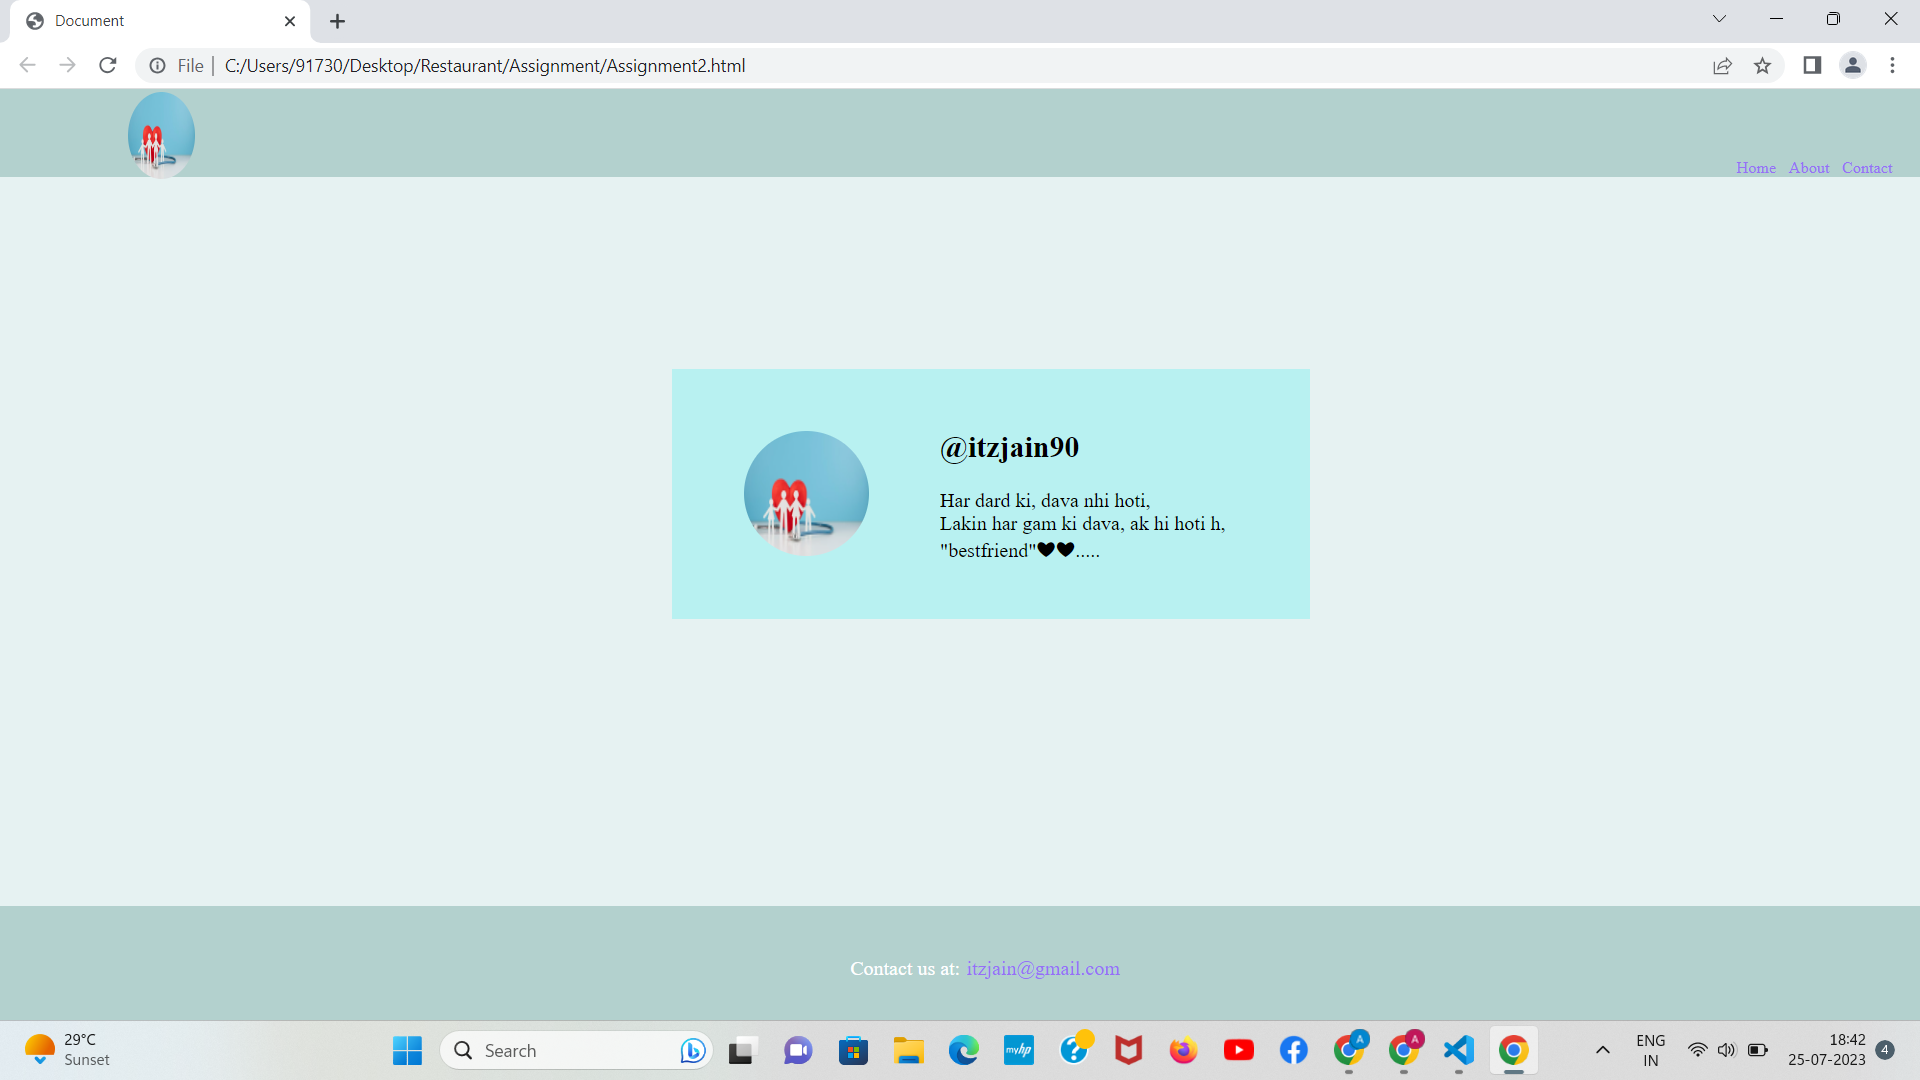 Document
File
C:/Users/91730/Desktop/Restaurant/Assignment/Assignment2.html
Home About Contact
@itzjain90
Har dard ki, dava nhi hoti,
Lakin har gam ki dava, ak hi hoti h,
"bestfriend"🖤🖤.....
Contact us at: itzjain@gmail.com
29°C
Sunset
Search
myhp
A
A
ENG
IN
18:42
25-07-2023
4